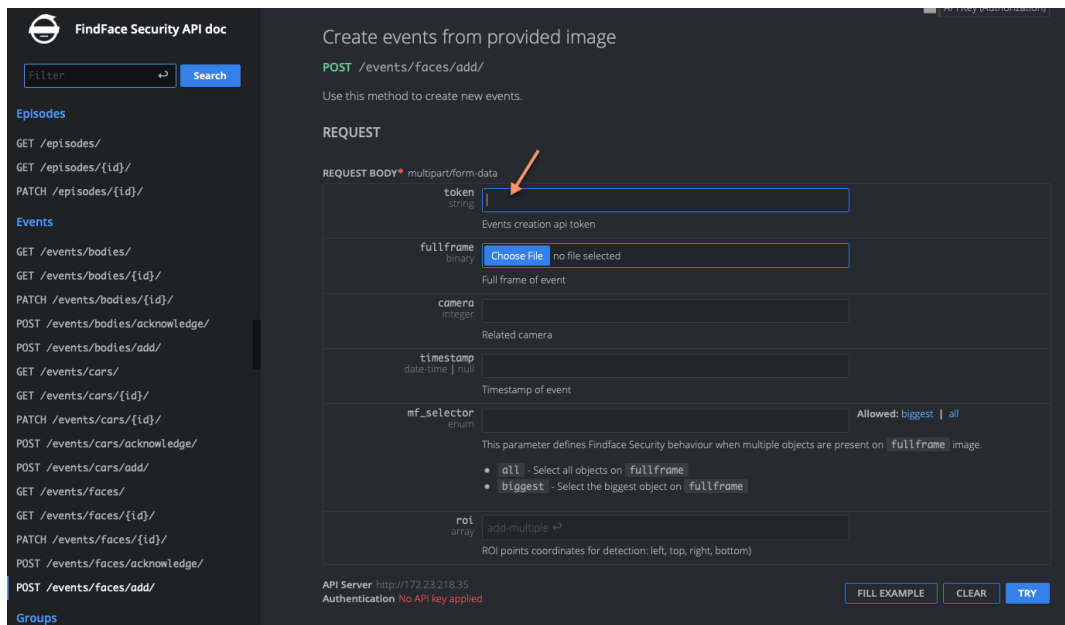 FindFace Security API doc
Filter
Search
Episodes
GET /episodes/
GET /episodes/{id}/
PATCH /episodes/{id}/
Events
GET /events/bodies/
GET /events/bodies/{id}/
PATCH /events/bodies/{id}/
POST /events/bodies/acknowledge/
POST /events/bodies/add/
GET /events/cars/
GET /events/cars/{id}/
PATCH /events/cars/{id}/
POST /events/cars/acknowledge/
POST /events/cars/add/
GET /events/faces/
GET /events/faces/{id}/
PATCH /events/faces/{id}/
POST /events/faces/acknowledge/
POST /events/faces/add/
Groups
API Key (Authorization)
Create events from provided image
POST /events/faces/add/
Use this method to create new events.
REQUEST
REQUEST BODY* multipart/form-data
token
string
Events creation api token
fullframe
binary
Choose File no file selected
Full frame of event
camera
integer
Related camera
timestamp
date-time | null
Timestamp of event
mf_selector
enum
Allowed: biggest | all
This parameter defines Findface Security behaviour when multiple objects are present on fullframe image.
• all - Select all objects on fullframe
• biggest - Select the biggest object on fullframe
roi
array
add-multiple ↩
ROI points coordinates for detection: left, top, right, bottom)
API Server http://172.23.218.35
Authentication No API key applied
FILL EXAMPLE
CLEAR
TRY